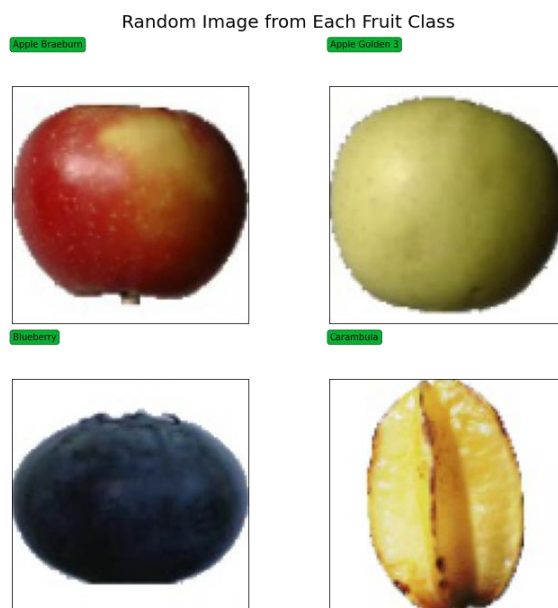 Random Image from Each Fruit Class
Apple Braeburn
Apple Golden 3
Blueberry
Carambula